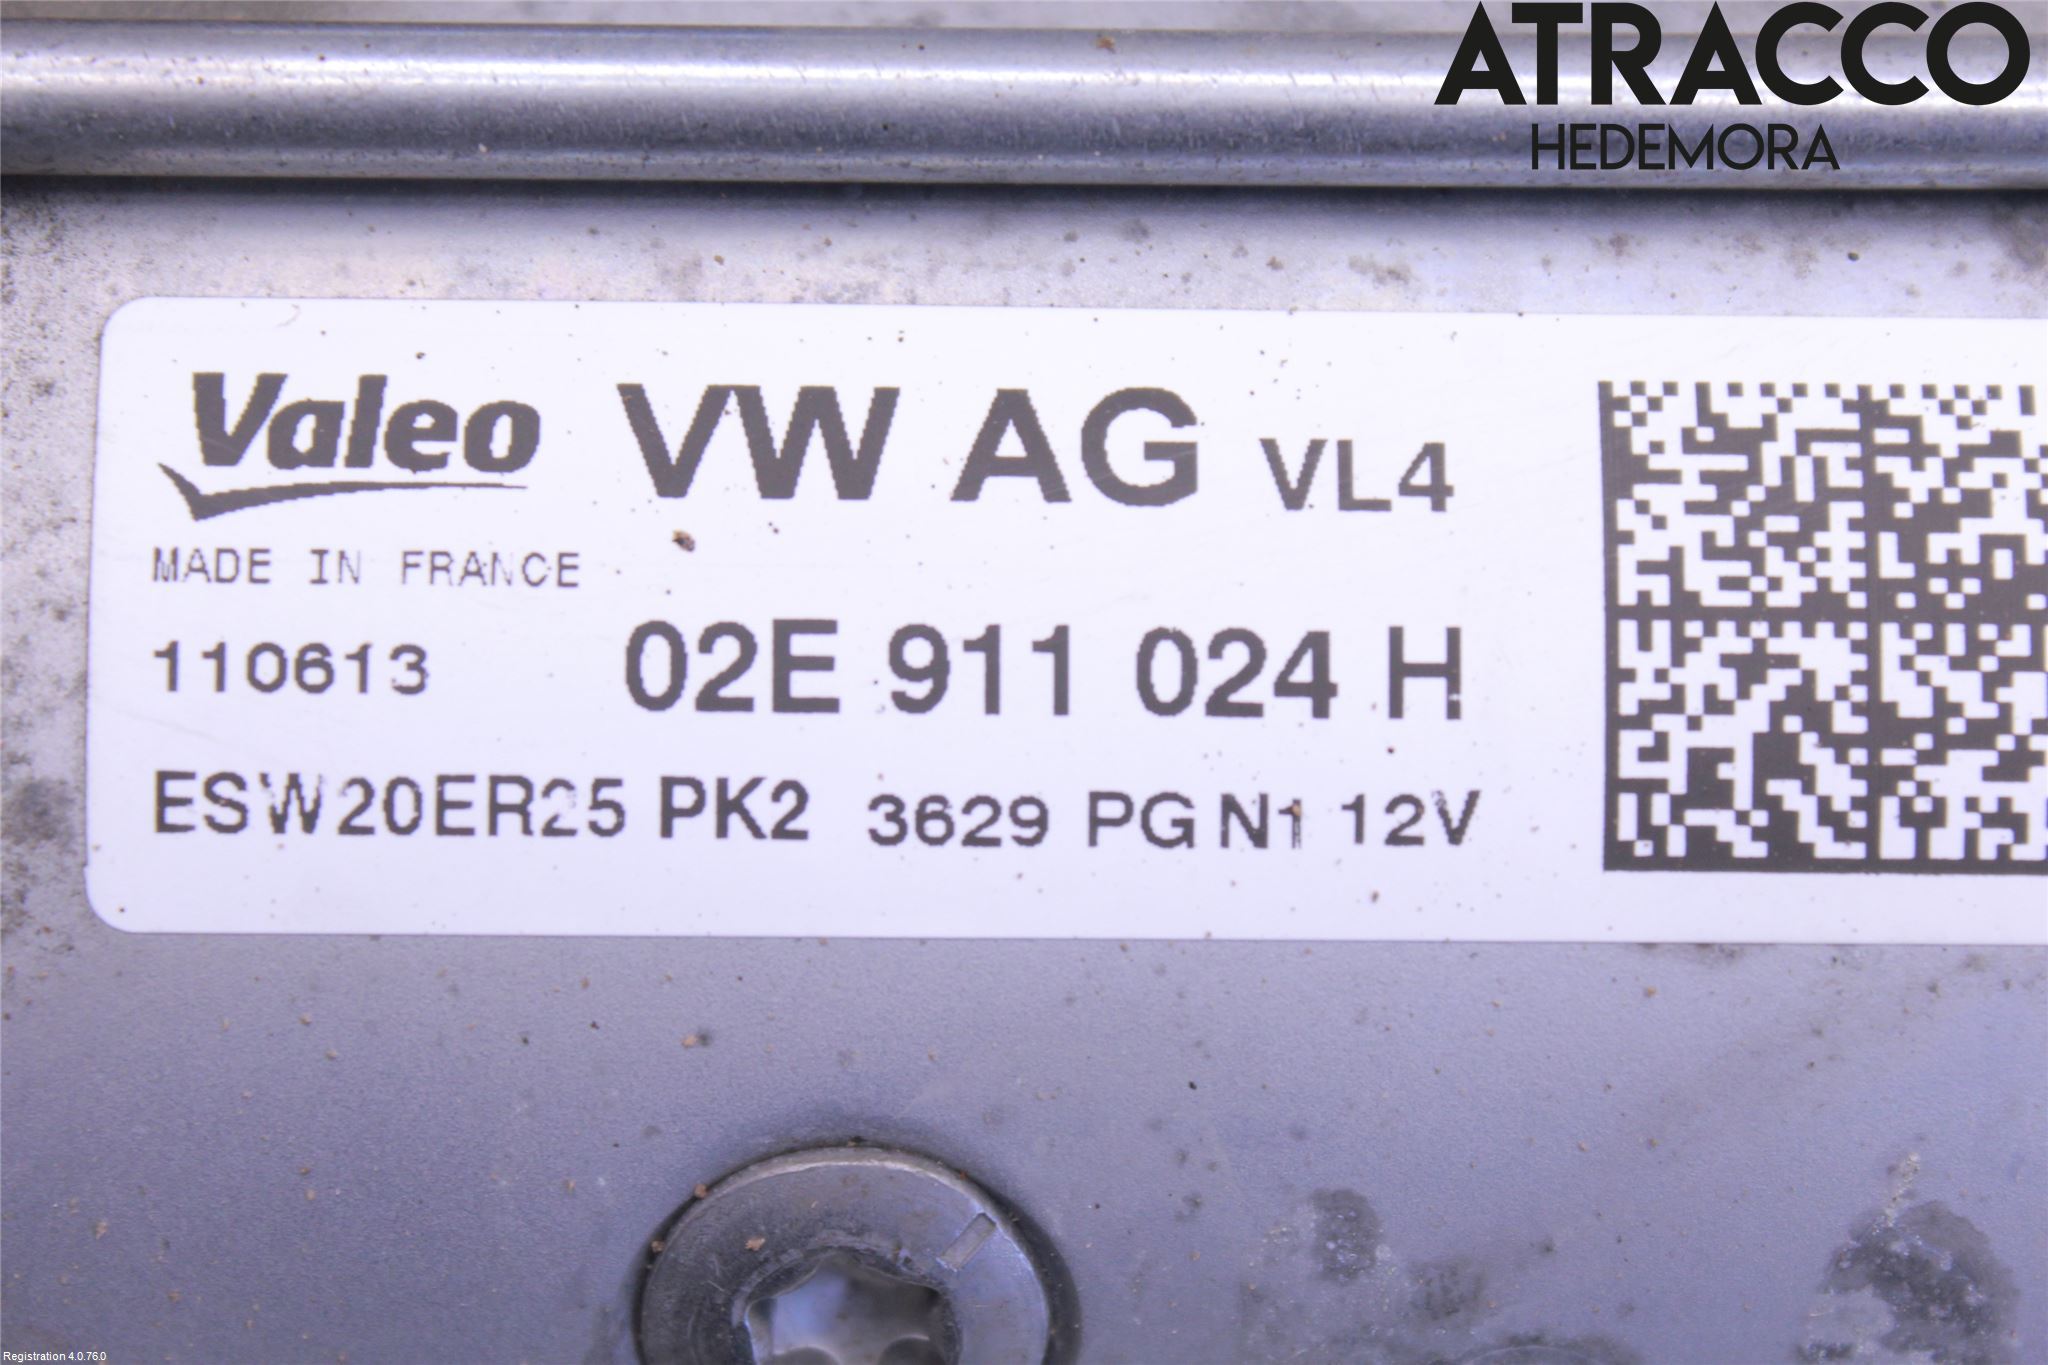 ATRACCO
HEDEMORA
Valeo VW AG VL4
MADE IN FRANCE
110613 02E 911 024 H
ESW20ER25 PK2 3629 PG N1 12V
Registration 4.0.76.0